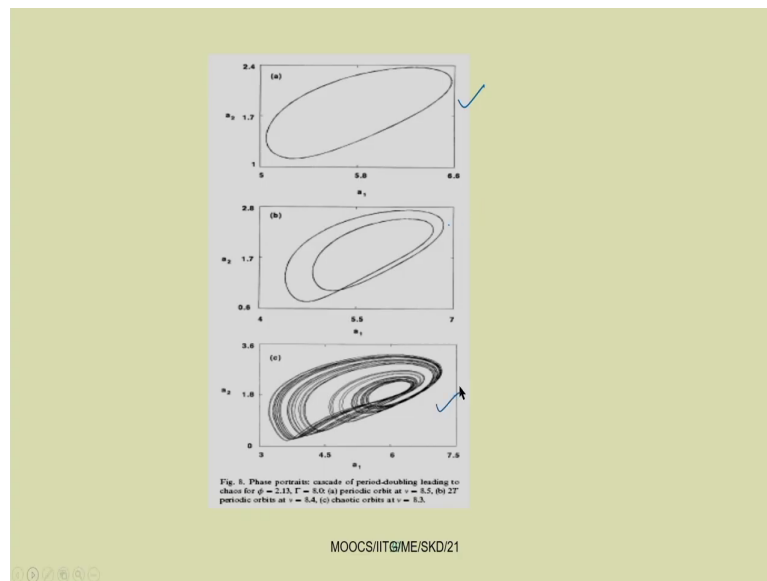 2.4
(a)
a₂
1.7
1
5
5.8
6.6
a₁
2.6
(b)
a₂
1.7
0.8
4
5.5
7
a₁
3.6
(c)
a₂
1.8
0
3
4.5
6
7.5
a₁
Fig. 8. Phase portraits: cascade of period-doubling leading to
chaos for ϕ = 2.13, Γ = 8.0: (a) periodic orbit at ν = 8.5, (b) 2T
periodic orbits at ν = 8.4, (c) chaotic orbits at ν = 8.3.
MOOCS/IITG/ME/SKD/21